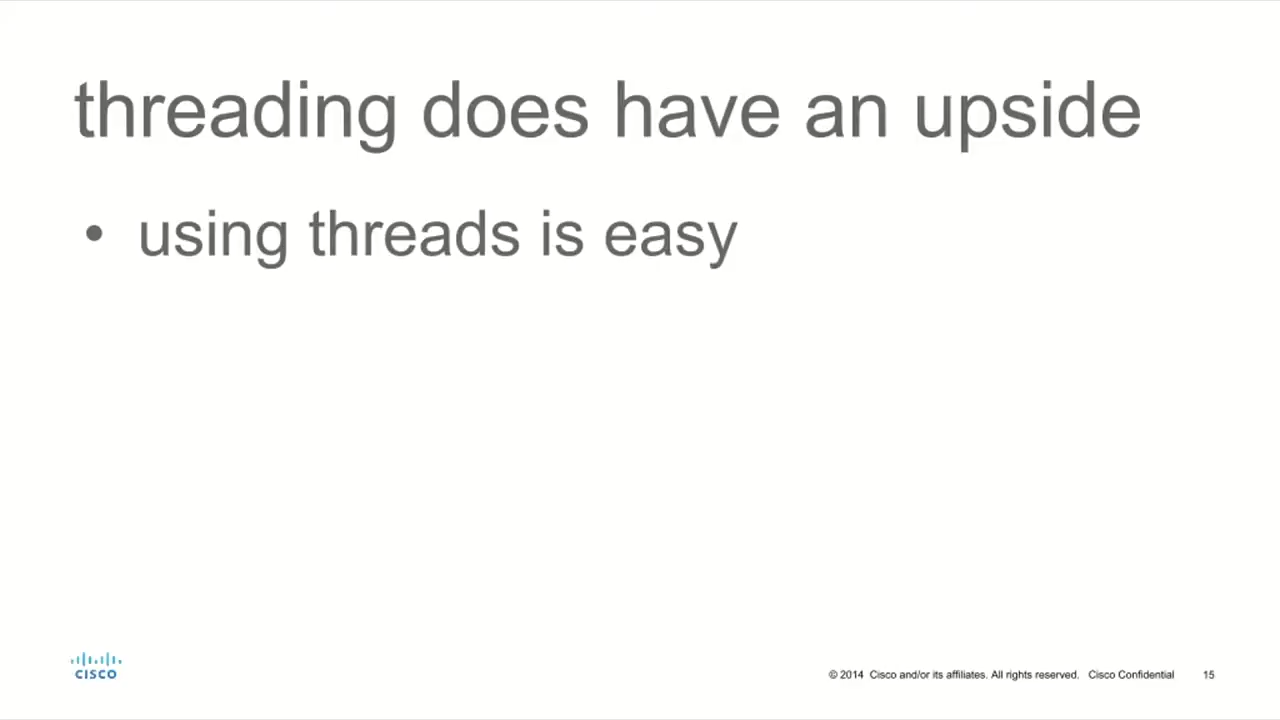 threading does have an upside
• using threads is easy
CISCO
© 2014 Cisco and/or its affiliates. All rights reserved. Cisco Confidential 15